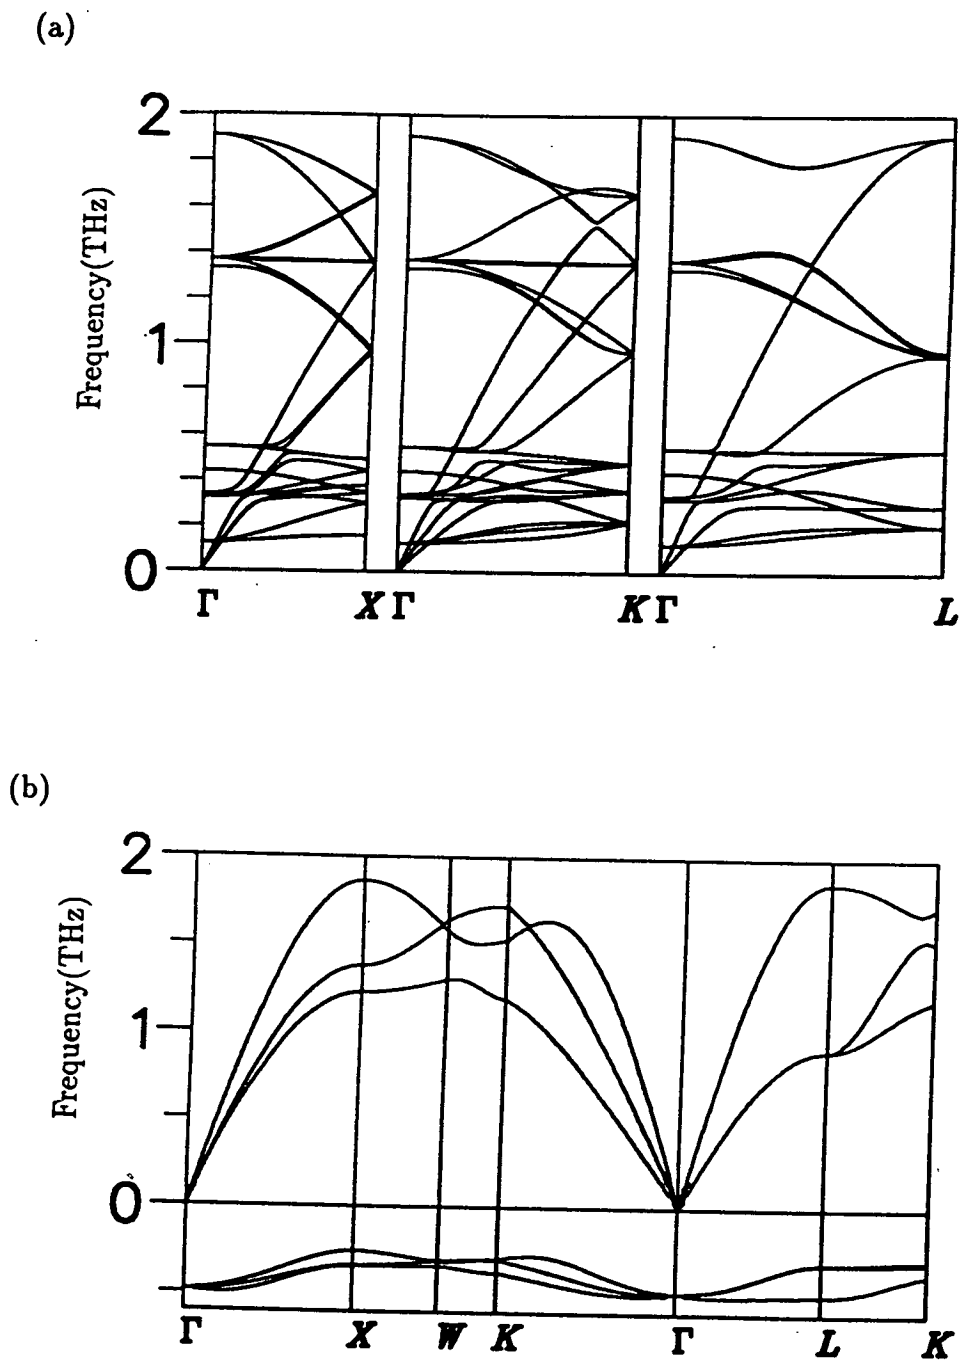 (a)
2
1
0
Frequency(THz)
Γ X Γ K Γ L
(b)
2
1
0
Frequency(THz)
Γ X W K Γ L K